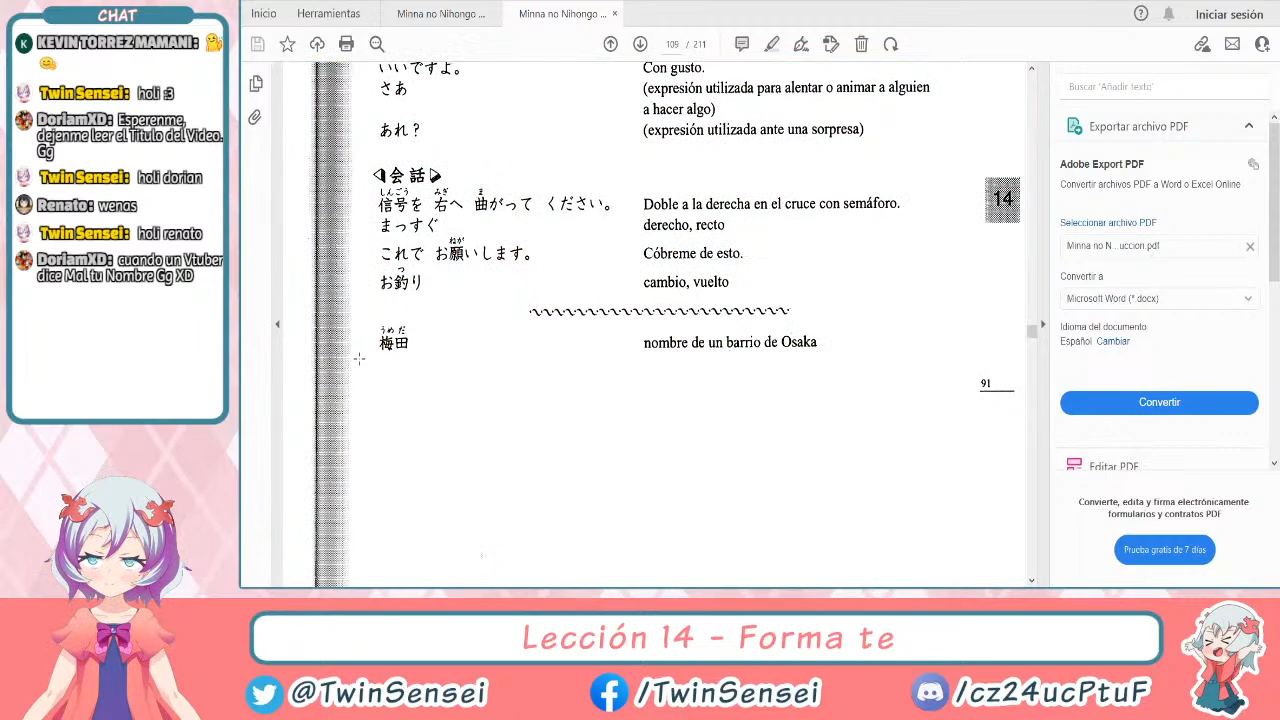 CHAT
KEVIN TORREZ MAMANI:
TwinSensei: holi :3
DorIamXD: Esperenme,
dejenme leer el Titulo del Video.
Gg
TwinSensei: holi dorian
Renato: wenas
TwinSensei: holi renato
DorIamXD: cuando un Vtuber
dice Mal tu Nombre Gg XD
Inicio Herramientas Minna no Nihongo ... Minna no Nihongo ... × Iniciar sesión
109 / 211
いいですよ。 Con gusto.
さあ (expresión utilizada para alentar o animar a alguien
a hacer algo)
あれ? (expresión utilizada ante una sorpresa)
会話
しんごう みぎ ま
信号を 右へ 曲がって ください。 Doble a la derecha en el cruce con semáforo.
まっすぐ derecho, recto
ねが
これで お願いします。 Cóbreme de esto.
つ
お釣り cambio, vuelto
うめ だ
梅田 nombre de un barrio de Osaka
14
91
Buscar 'Añadir texto'
Exportar archivo PDF
Adobe Export PDF
Convertir archivos PDF a Word o Excel Online
Seleccionar archivo PDF
Minna no N...uccion.pdf ×
Convertir a
Microsoft Word (*.docx)
Idioma del documento:
Español Cambiar
Convertir
Editar PDF
Convierte, edita y firma electrónicamente
formularios y contratos PDF
Prueba gratis de 7 días
Lección 14 - Forma te
@TwinSensei /TwinSensei /cz24ucPtuF